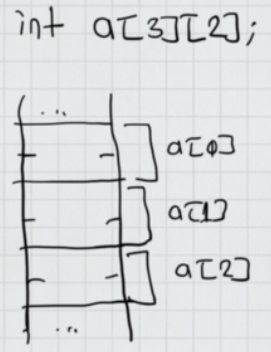 int a[3][2];
...
a[0]
a[1]
a[2]
...